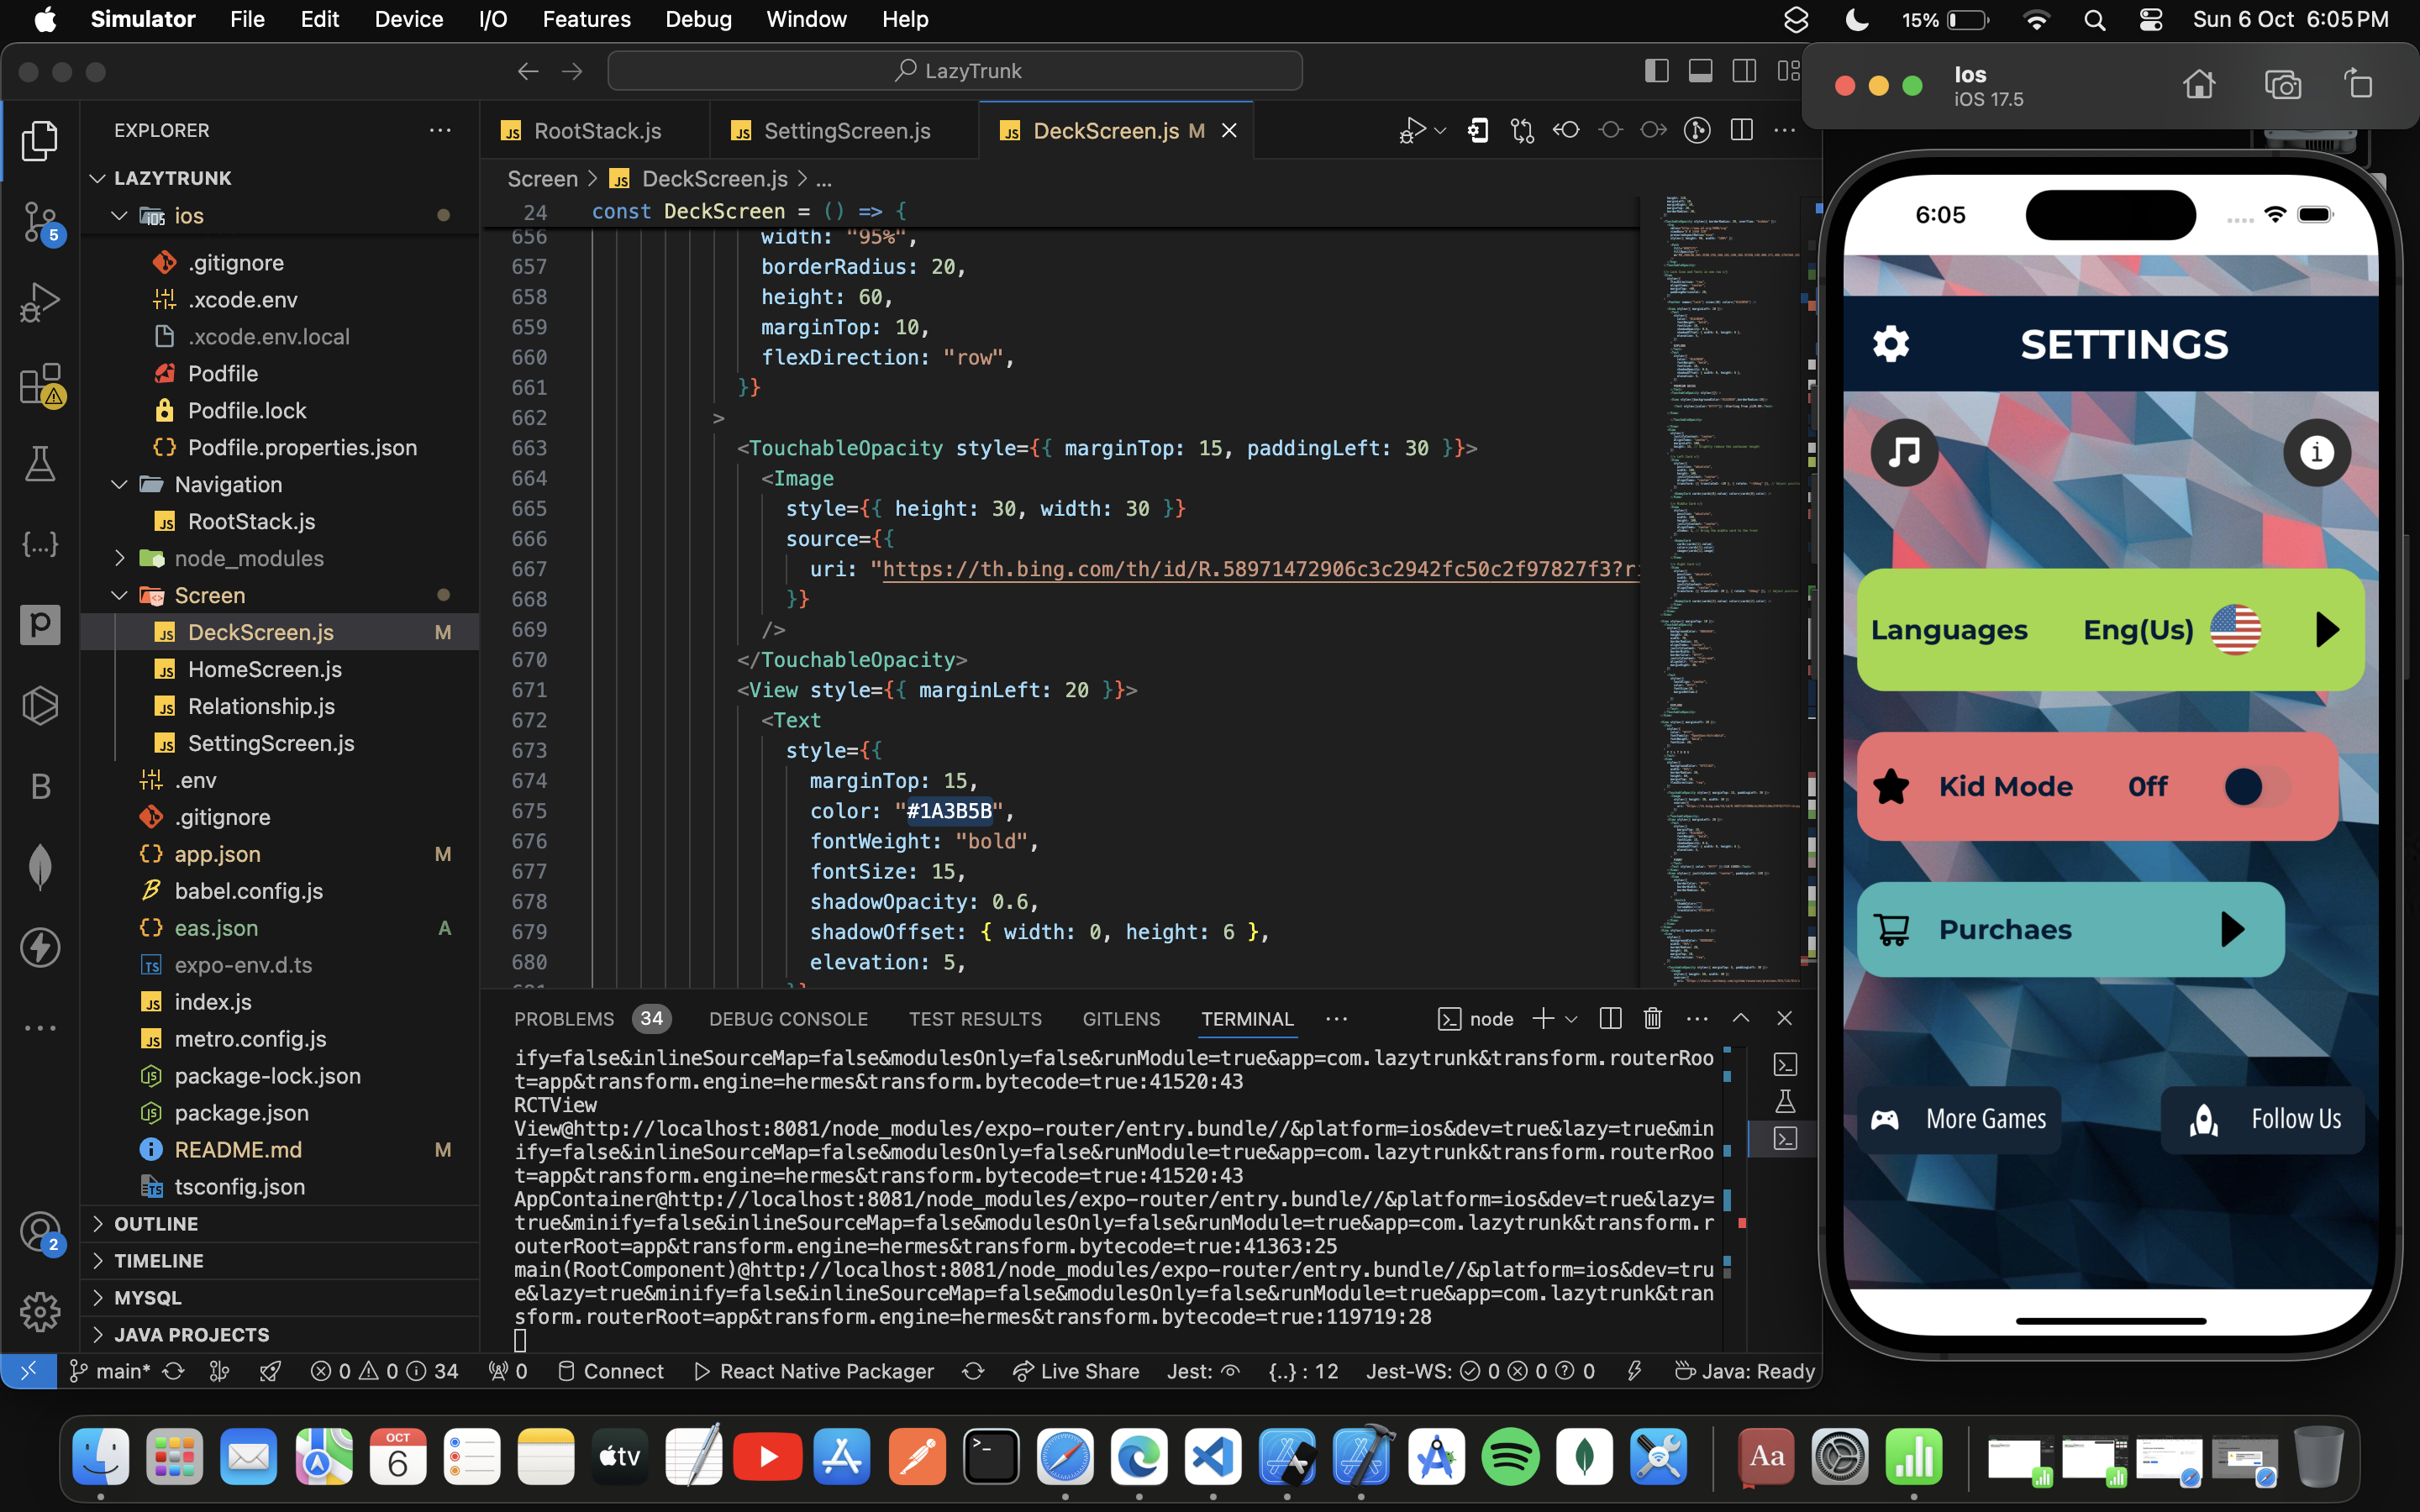 Simulator File Edit Device I/O Features Debug Window Help 15% Sun 6 Oct 6:05 PM
LazyTrunk
EXPLORER
LAZYTRUNK
ios
.gitignore
.xcode.env
.xcode.env.local
Podfile
Podfile.lock
Podfile.properties.json
Navigation
RootStack.js
node_modules
Screen
DeckScreen.js M
HomeScreen.js
Relationship.js
SettingScreen.js
.env
.gitignore
app.json M
babel.config.js
eas.json A
expo-env.d.ts
index.js
metro.config.js
package-lock.json
package.json
README.md M
tsconfig.json
OUTLINE
TIMELINE
MYSQL
JAVA PROJECTS
5
2
RootStack.js SettingScreen.js DeckScreen.js M
Screen > DeckScreen.js > ...
24 const DeckScreen = () => {
656 width: "95%",
657 borderRadius: 20,
658 height: 60,
659 marginTop: 10,
660 flexDirection: "row",
661 }}
662 >
663 <TouchableOpacity style={{ marginTop: 15, paddingLeft: 30 }}>
664 <Image
665 style={{ height: 30, width: 30 }}
666 source={{
667 uri: "https://th.bing.com/th/id/R.58971472906c3c2942fc50c2f97827f3?r
668 }}
669 />
670 </TouchableOpacity>
671 <View style={{ marginLeft: 20 }}>
672 <Text
673 style={{
674 marginTop: 15,
675 color: "#1A3B5B",
676 fontWeight: "bold",
677 fontSize: 15,
678 shadowOpacity: 0.6,
679 shadowOffset: { width: 0, height: 6 },
680 elevation: 5,
PROBLEMS 34 DEBUG CONSOLE TEST RESULTS GITLENS TERMINAL node
ify=false&inlineSourceMap=false&modulesOnly=false&runModule=true&app=com.lazytrunk&transform.routerRoo
t=app&transform.engine=hermes&transform.bytecode=true:41520:43
RCTView
View@http://localhost:8081/node_modules/expo-router/entry.bundle//&platform=ios&dev=true&lazy=true&min
ify=false&inlineSourceMap=false&modulesOnly=false&runModule=true&app=com.lazytrunk&transform.routerRoo
t=app&transform.engine=hermes&transform.bytecode=true:41520:43
AppContainer@http://localhost:8081/node_modules/expo-router/entry.bundle//&platform=ios&dev=true&lazy=
true&minify=false&inlineSourceMap=false&modulesOnly=false&runModule=true&app=com.lazytrunk&transform.r
outerRoot=app&transform.engine=hermes&transform.bytecode=true:41363:25
main(RootComponent)@http://localhost:8081/node_modules/expo-router/entry.bundle//&platform=ios&dev=tru
e&lazy=true&minify=false&inlineSourceMap=false&modulesOnly=false&runModule=true&app=com.lazytrunk&tran
sform.routerRoot=app&transform.engine=hermes&transform.bytecode=true:119719:28
main* 0 0 34 0 Connect React Native Packager Live Share Jest: {..} : 12 Jest-WS: 0 0 0 Java: Ready
Ios
iOS 17.5
6:05
SETTINGS
Languages Eng(Us)
Kid Mode Off
Purchaes
More Games Follow Us
OCT
6
tv
Aa